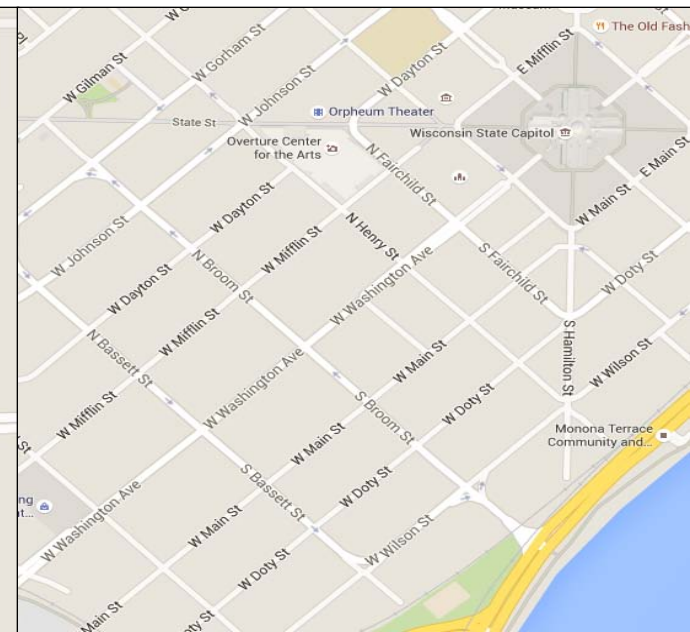 The Old Fash
W Gilman St
W Gorham St
W Dayton St
E Mifflin St
W Johnson St
State St
Orpheum Theater
Wisconsin State Capitol
Overture Center
for the Arts
N Fairchild St
E Main St
W Main St
W Dayton St
N Henry St
W Mifflin St
W Johnson St
N Broom St
W Washington Ave
S Fairchild St
W Doty St
W Dayton St
W Mifflin St
N Bassett St
W Main St
S Hamilton St
W Wilson St
W Washington Ave
S Broom St
W Doty St
W Mifflin St
Monona Terrace
Community and...
W Main St
S Bassett St
W Doty St
W Washington Ave
W Main St
W Wilson St
W Doty St
Main St